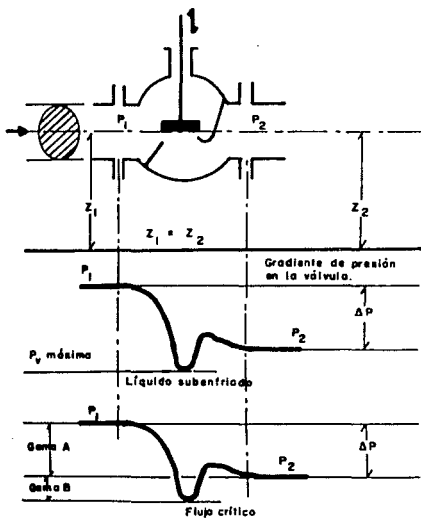 P₁
P₂
Z₁
Z₂
Z₁ = Z₂
Gradiente de presión
en la válvula.
P₁
ΔP
P₂
Pᵥ máxima
Líquido subenfriado
P₁
Gama A
ΔP
P₂
Gama B
Flujo crítico